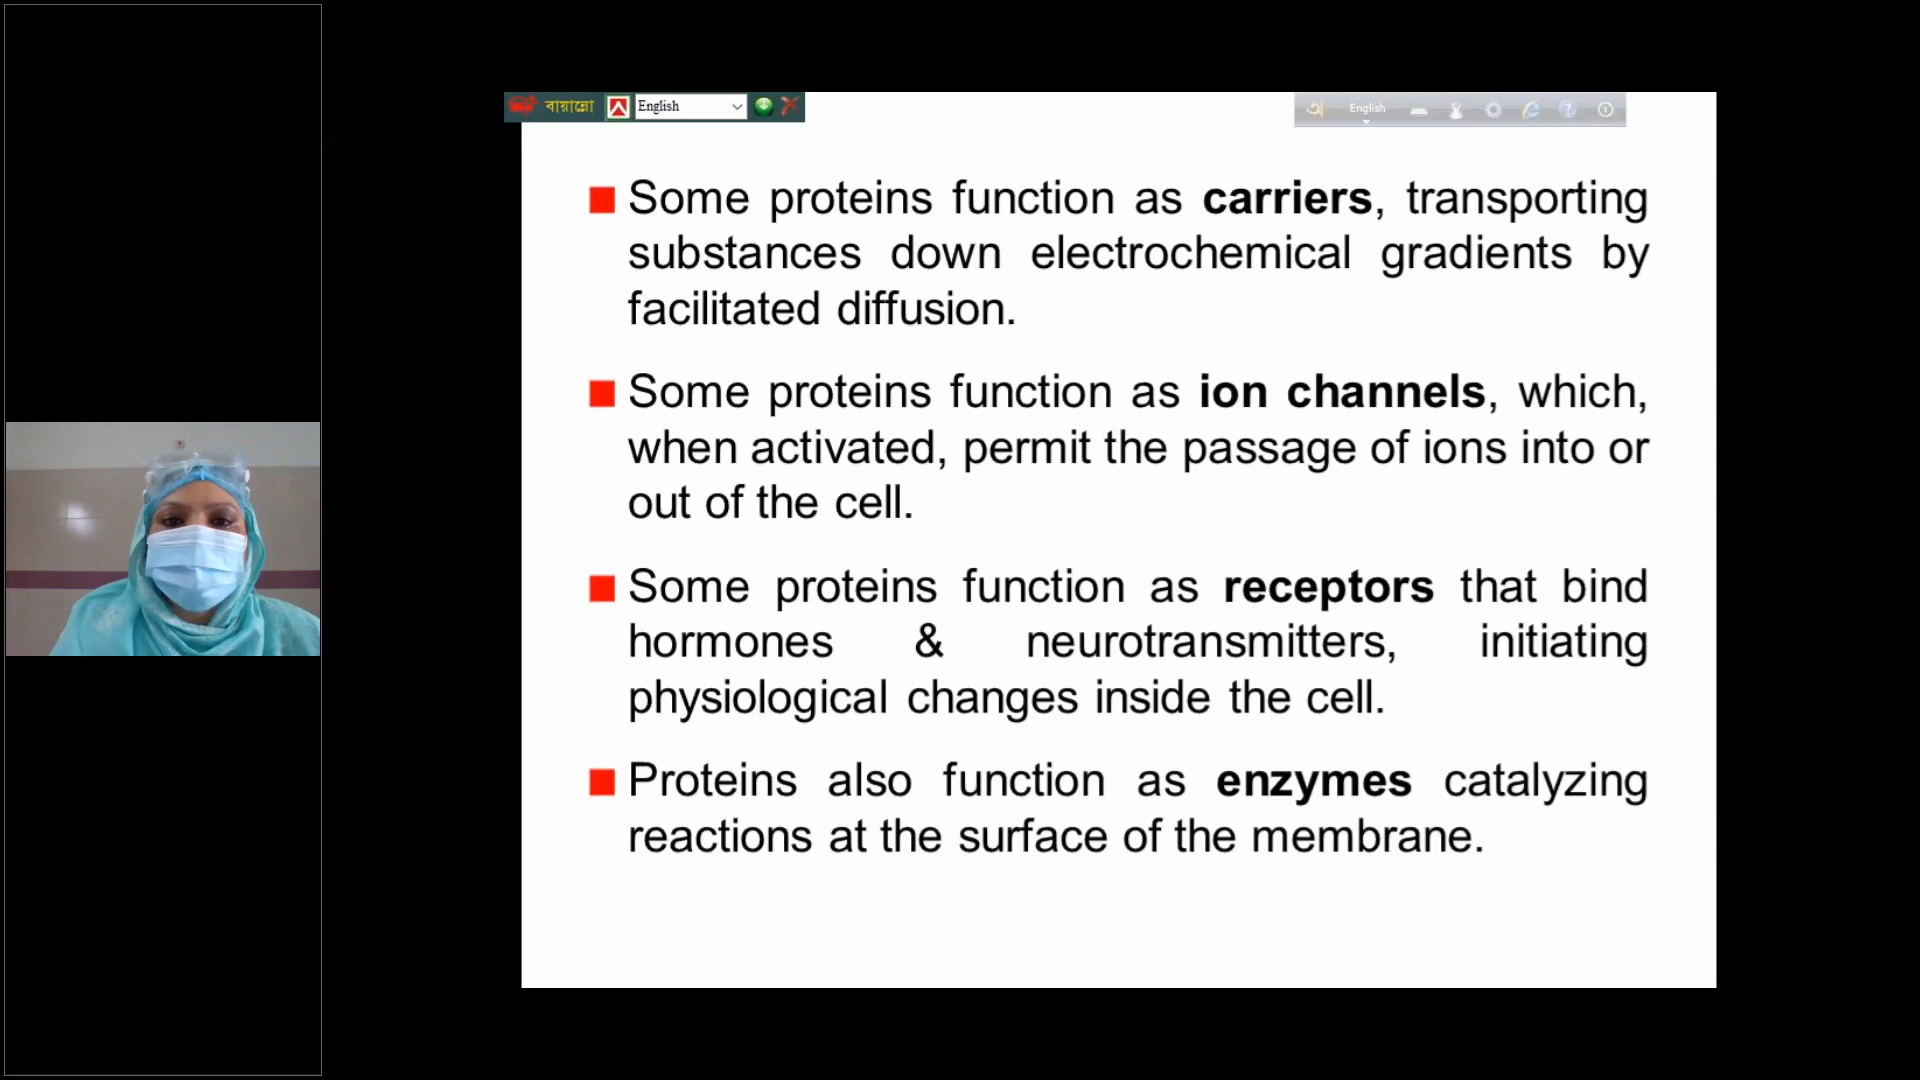 বায়ান্নো
English
English
Some proteins function as carriers, transporting
substances down electrochemical gradients by
facilitated diffusion.
Some proteins function as ion channels, which,
when activated, permit the passage of ions into or
out of the cell.
Some proteins function as receptors that bind
hormones & neurotransmitters, initiating
physiological changes inside the cell.
Proteins also function as enzymes catalyzing
reactions at the surface of the membrane.